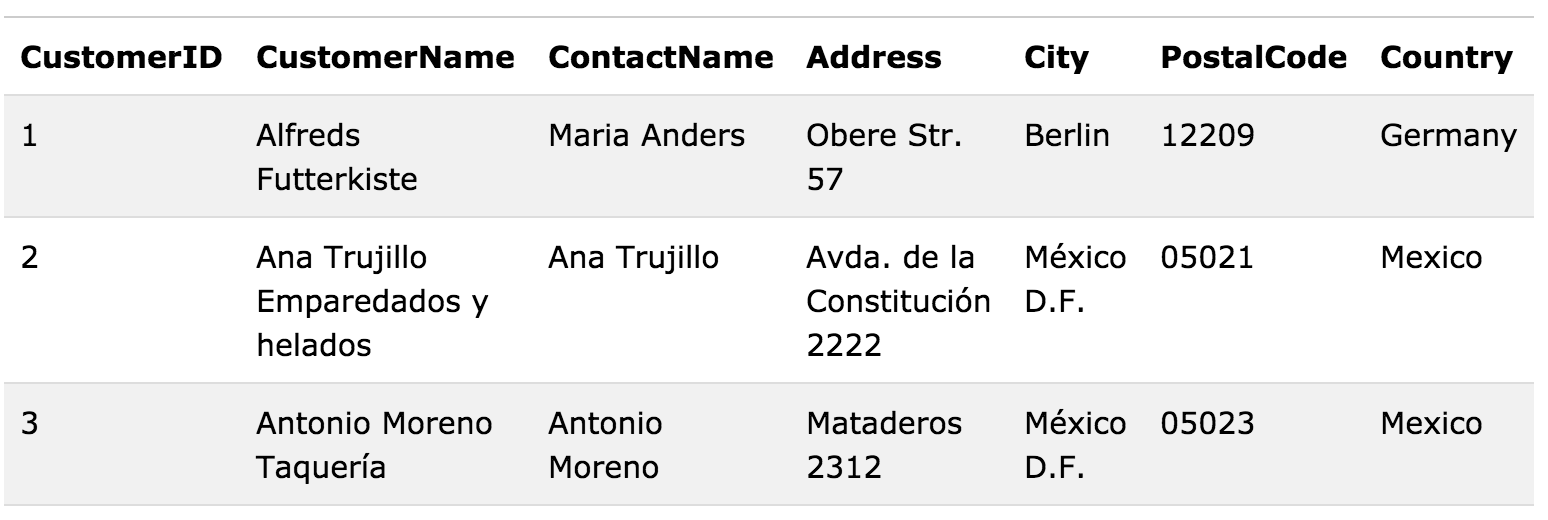 CustomerID CustomerName ContactName Address City PostalCode Country
1 Alfreds Maria Anders Obere Str. Berlin 12209 Germany
Futterkiste 57
2 Ana Trujillo Ana Trujillo Avda. de la México 05021 Mexico
Emparedados y Constitución D.F.
helados 2222
3 Antonio Moreno Antonio Mataderos México 05023 Mexico
Taquería Moreno 2312 D.F.